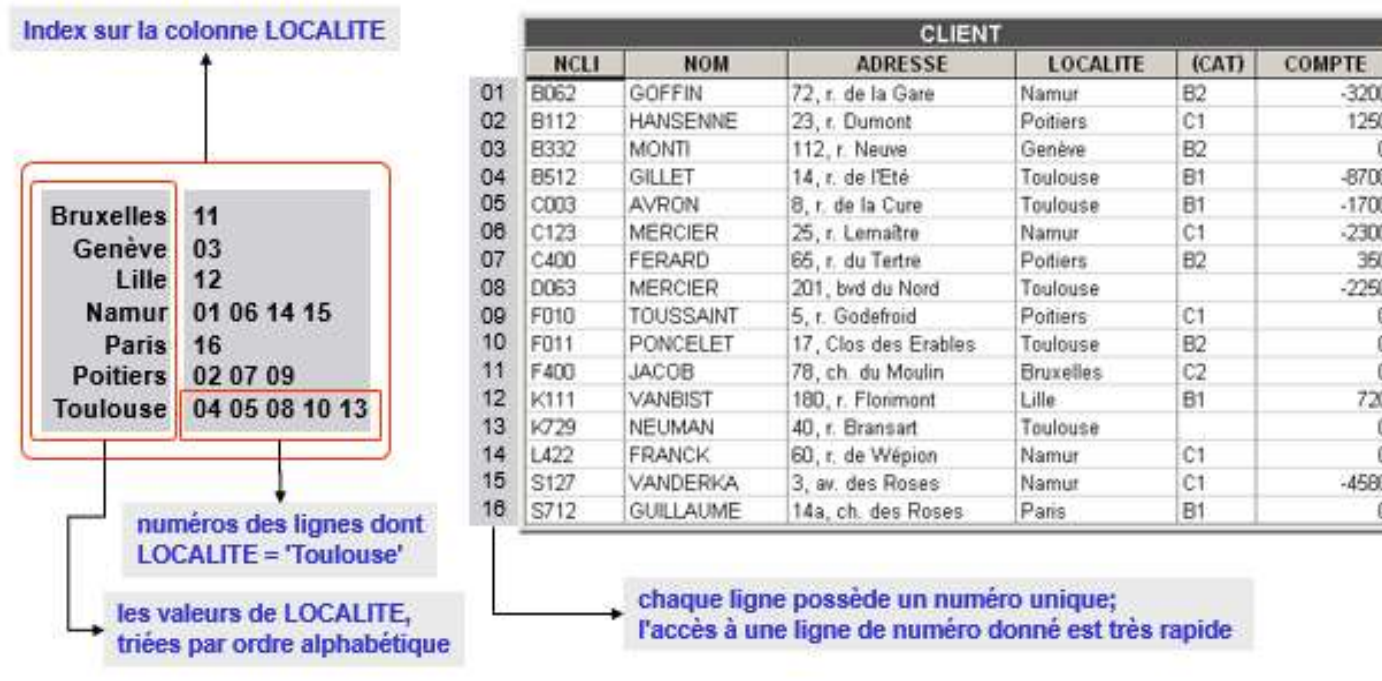 Index sur la colonne LOCALITE
Bruxelles 11
Genève 03
Lille 12
Namur 01 06 14 15
Paris 16
Poitiers 02 07 09
Toulouse 04 05 08 10 13
numéros des lignes dont
LOCALITE = 'Toulouse'
les valeurs de LOCALITE,
triées par ordre alphabétique
CLIENT
NCLI NOM ADRESSE LOCALITE (CAT) COMPTE
01 B062 GOFFIN 72, r. de la Gare Namur B2 -3200
02 B112 HANSENNE 23, r. Dumont Poitiers C1 1250
03 B332 MONTI 112, r. Neuve Genève B2 0
04 B512 GILLET 14, r. de l'Eté Toulouse B1 -8700
05 C003 AVRON 8, r. de la Cure Toulouse B1 -1700
06 C123 MERCIER 25, r. Lemaître Namur C1 -2300
07 C400 FERARD 65, r. du Tertre Poitiers B2 350
08 D063 MERCIER 201, bvd du Nord Toulouse -2250
09 F010 TOUSSAINT 5, r. Godefroid Poitiers C1 0
10 F011 PONCELET 17, Clos des Erables Toulouse B2 0
11 F400 JACOB 78, ch. du Moulin Bruxelles C2 0
12 K111 VANBIST 180, r. Florimont Lille B1 720
13 K729 NEUMAN 40, r. Bransart Toulouse 0
14 L422 FRANCK 60, r. de Wépion Namur C1 0
15 S127 VANDERKA 3, av. des Roses Namur C1 -4580
16 S712 GUILLAUME 14a, ch. des Roses Paris B1 0
chaque ligne possède un numéro unique;
l'accès à une ligne de numéro donné est très rapide